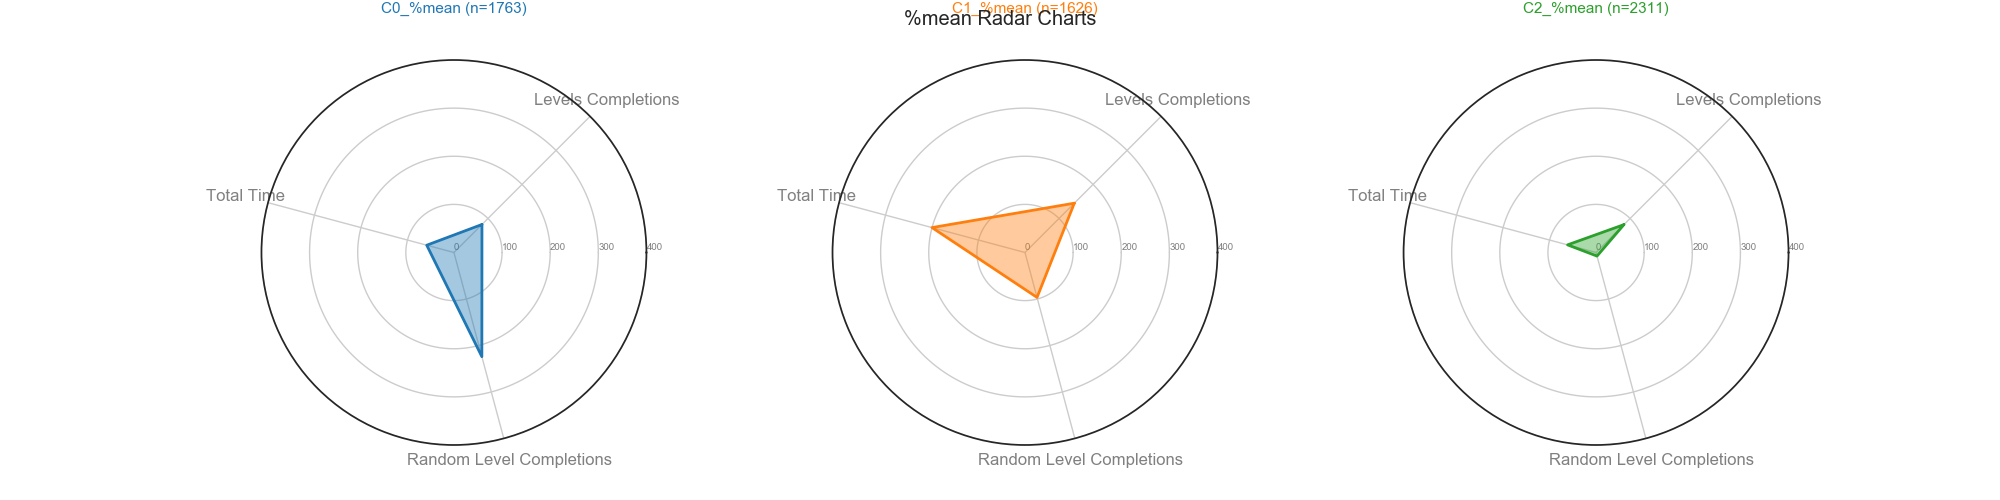 %mean Radar Charts
C0_%mean (n=1763)
Levels Completions
Total Time
0 100 200 300 400
Random Level Completions
C1_%mean (n=1626)
Levels Completions
Total Time
0 100 200 300 400
Random Level Completions
C2_%mean (n=2311)
Levels Completions
Total Time
0 100 200 300 400
Random Level Completions